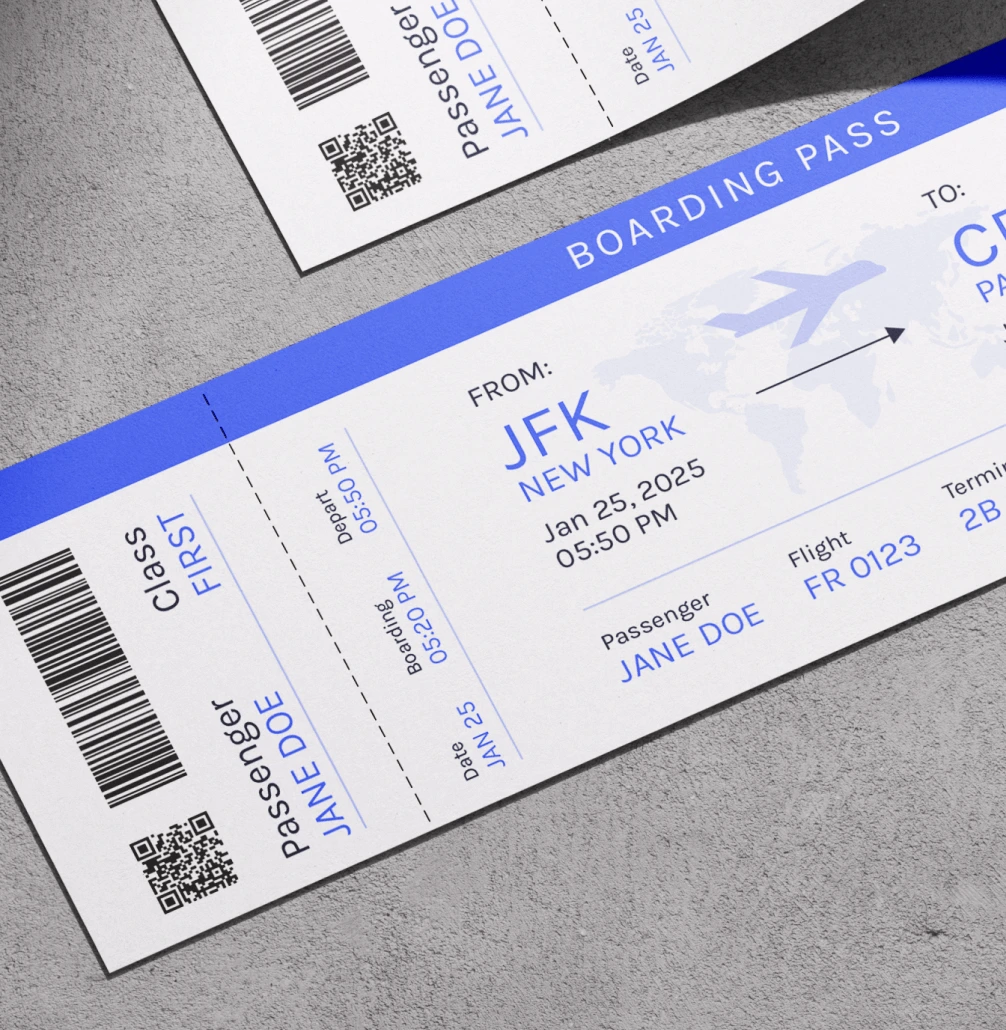 Passenger
JANE DOE
Date
JAN 25
BOARDING PASS
FROM:
JFK
NEW YORK
Jan 25, 2025
05:50 PM
TO:
Passenger
JANE DOE
Flight
FR 0123
2B
Depart
05:50 PM
Boarding
05:20 PM
Date
JAN 25
Class
FIRST
Passenger
JANE DOE